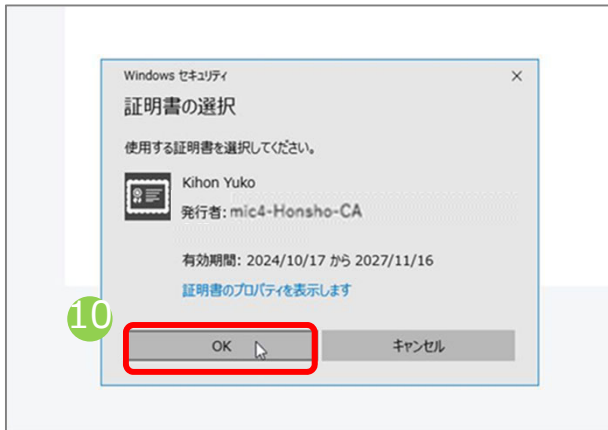 Windows セキュリティ
証明書の選択
使用する証明書を選択してください。
Kihon Yuko
発行者: mic4-Honsho-CA
有効期間: 2024/10/17 から 2027/11/16
証明書のプロパティを表示します
10
OK
キャンセル